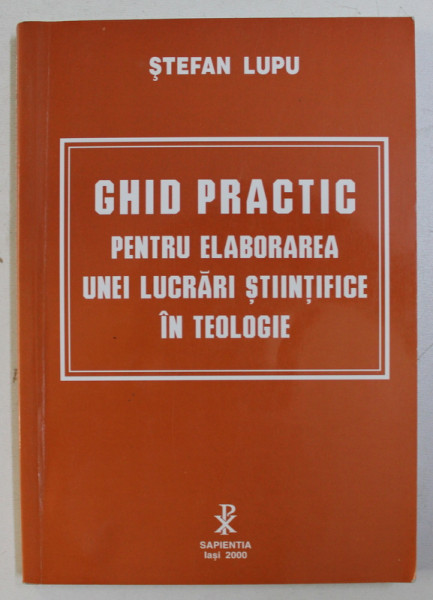 ŞTEFAN LUPU
GHID PRACTIC
PENTRU ELABORAREA
UNEI LUCRĂRI ŞTIINŢIFICE
ÎN TEOLOGIE
SAPIENTIA
Iaşi 2000